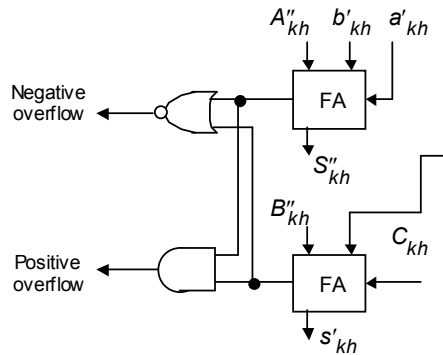 A″kh b′kh a′kh
Negative
overflow
FA
S″kh
B″kh
Ckh
Positive
overflow
FA
s′kh